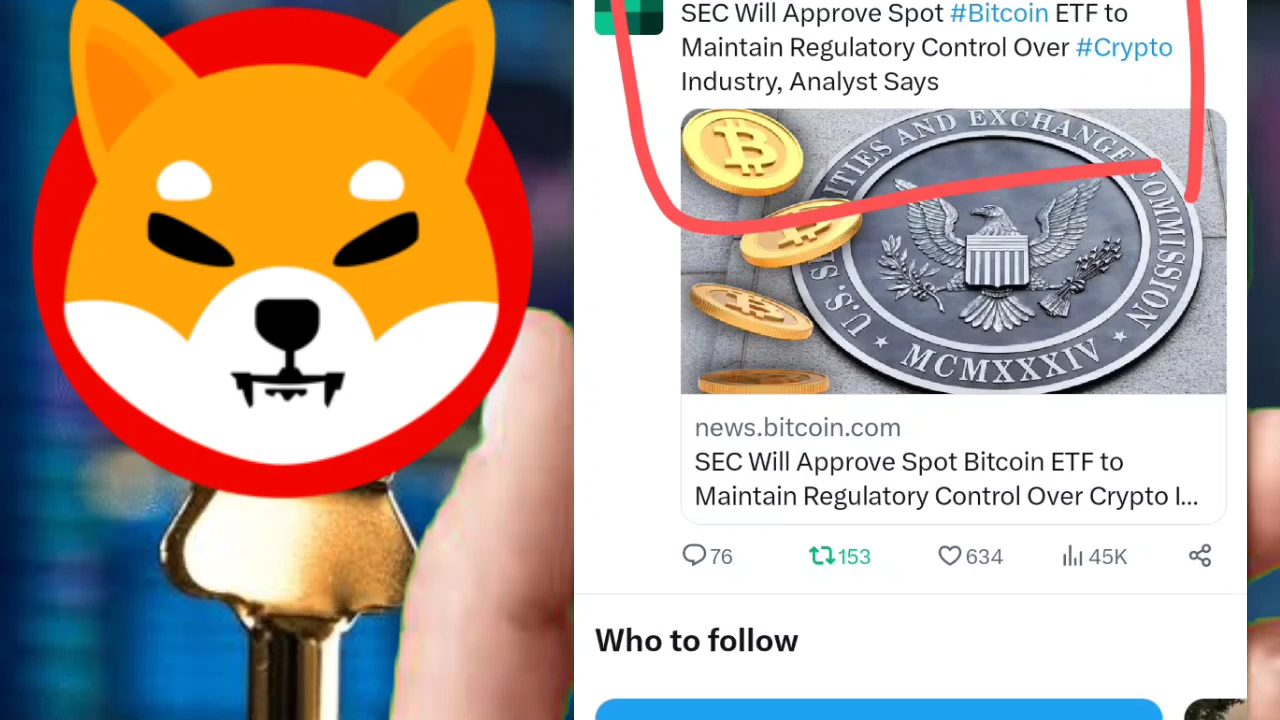 SEC Will Approve Spot #Bitcoin ETF to
Maintain Regulatory Control Over #Crypto
Industry, Analyst Says
U.S. SECURITIES AND EXCHANGE COMMISSION
MCMXXXIV
news.bitcoin.com
SEC Will Approve Spot Bitcoin ETF to
Maintain Regulatory Control Over Crypto I...
76 153 634 45K
Who to follow